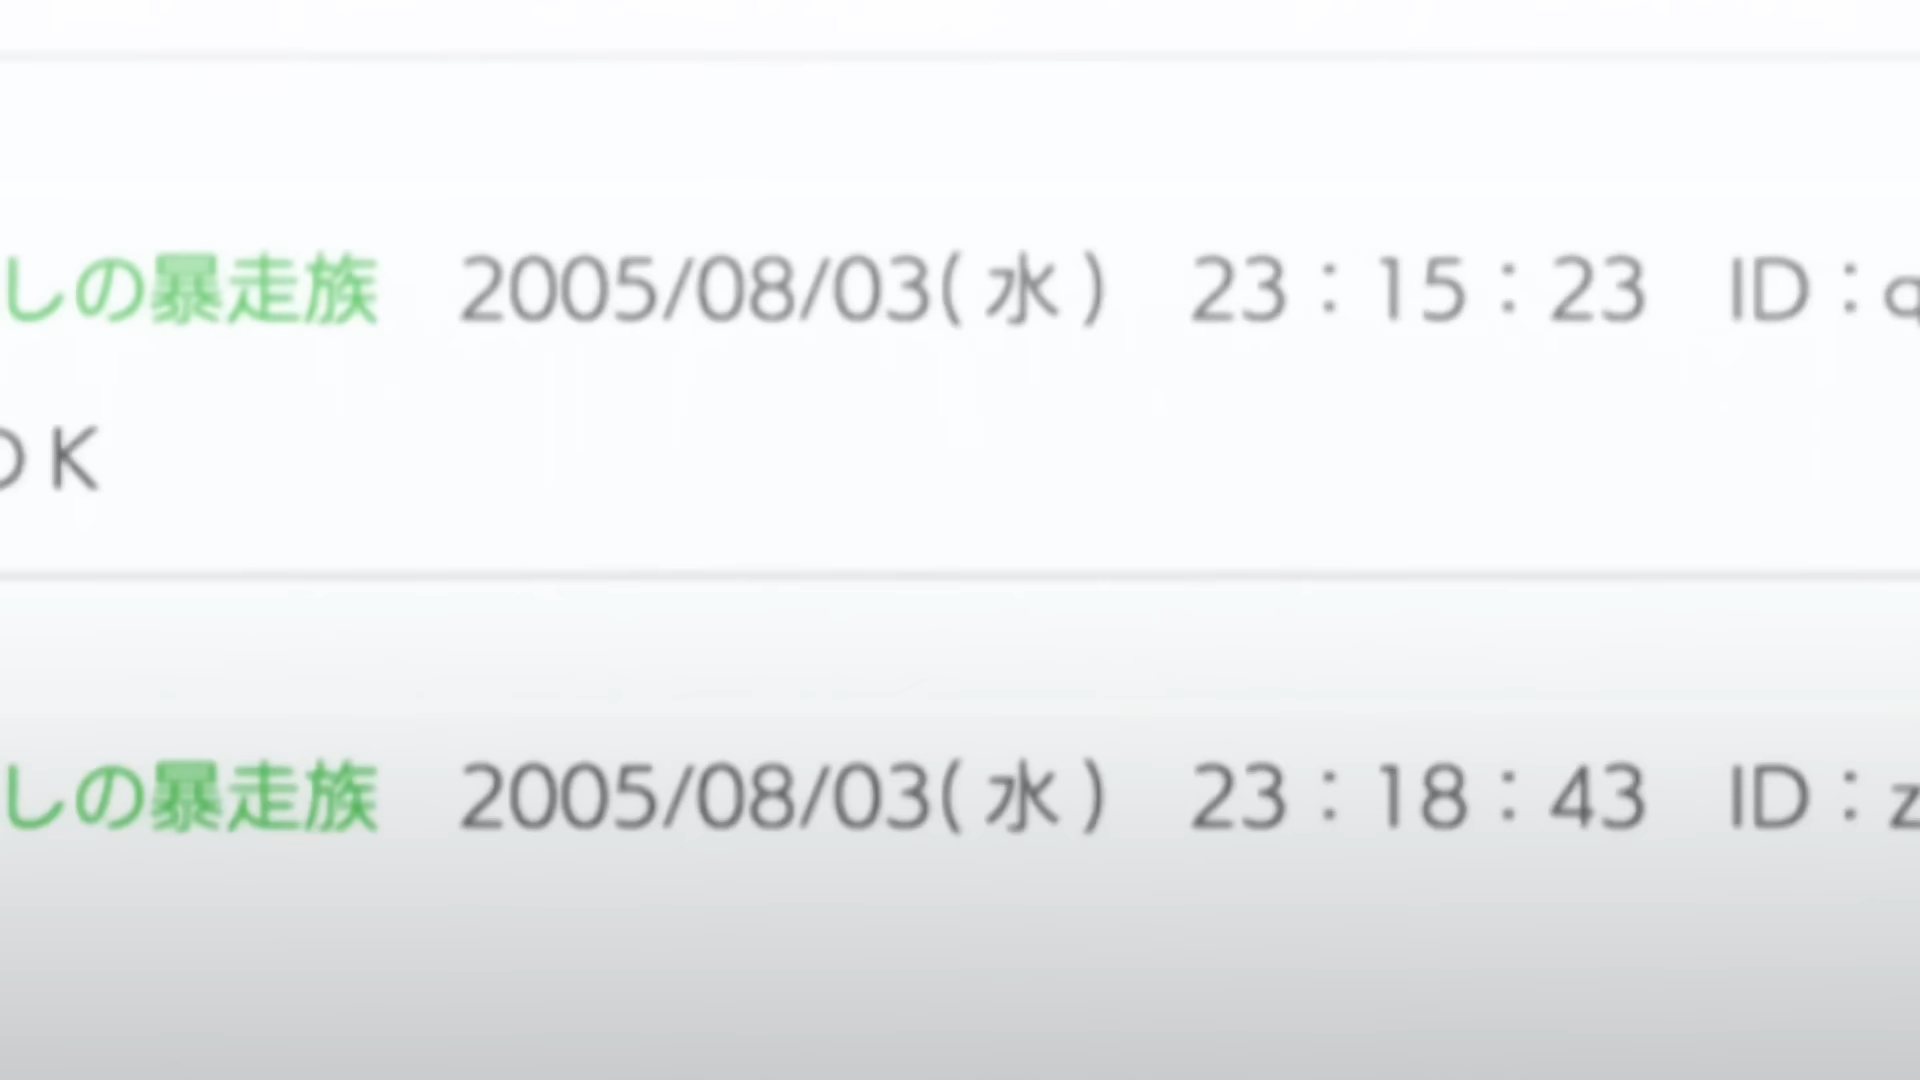 しの暴走族　2005/08/03( 水 )　23：15：23　ID：q
OK
しの暴走族　2005/08/03( 水 )　23：18：43　ID：z